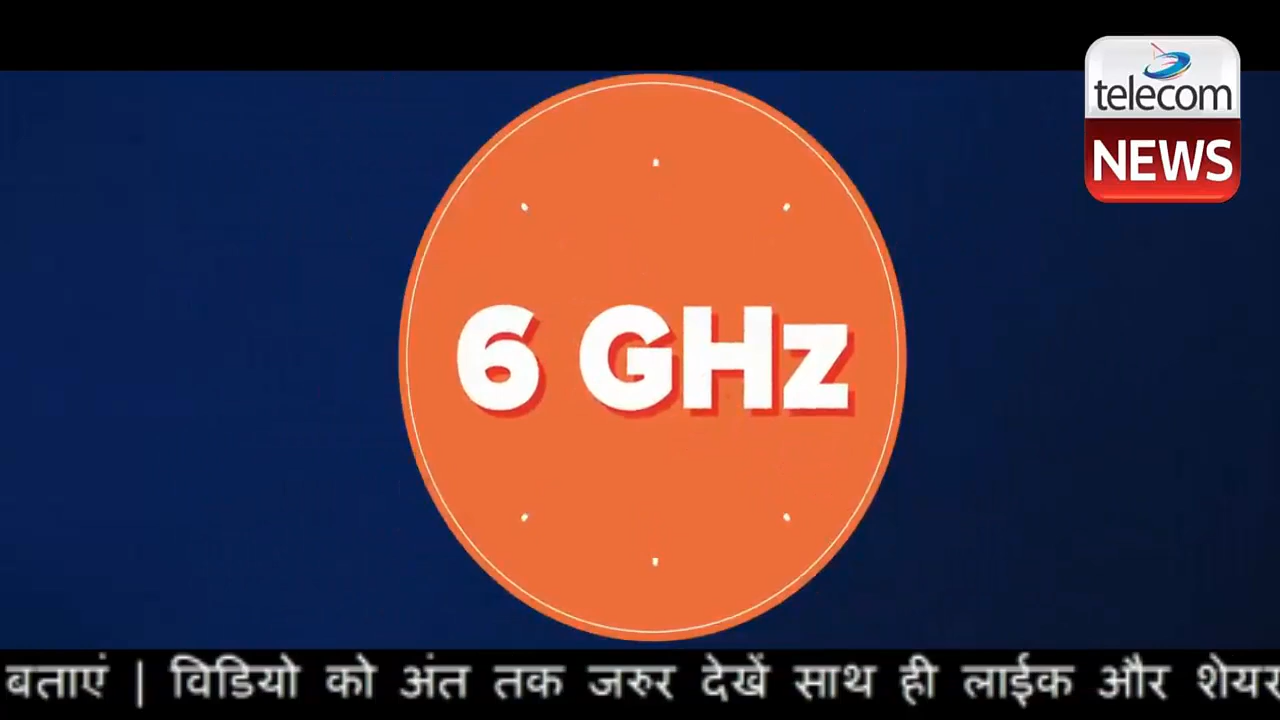 telecom
NEWS
6 GHz
बताएं | विडियो को अंत तक जरुर देखें साथ ही लाईक और शेयर